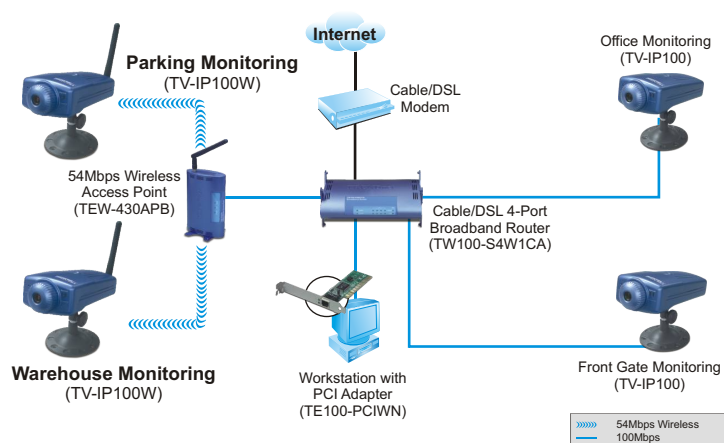 Internet
Parking Monitoring
(TV-IP100W)
Cable/DSL
Modem
Office Monitoring
(TV-IP100)
54Mbps Wireless
Access Point
(TEW-430APB)
Cable/DSL 4-Port
Broadband Router
(TW100-S4W1CA)
Warehouse Monitoring
(TV-IP100W)
Workstation with
PCI Adapter
(TE100-PCIWN)
Front Gate Monitoring
(TV-IP100)
54Mbps Wireless
100Mbps